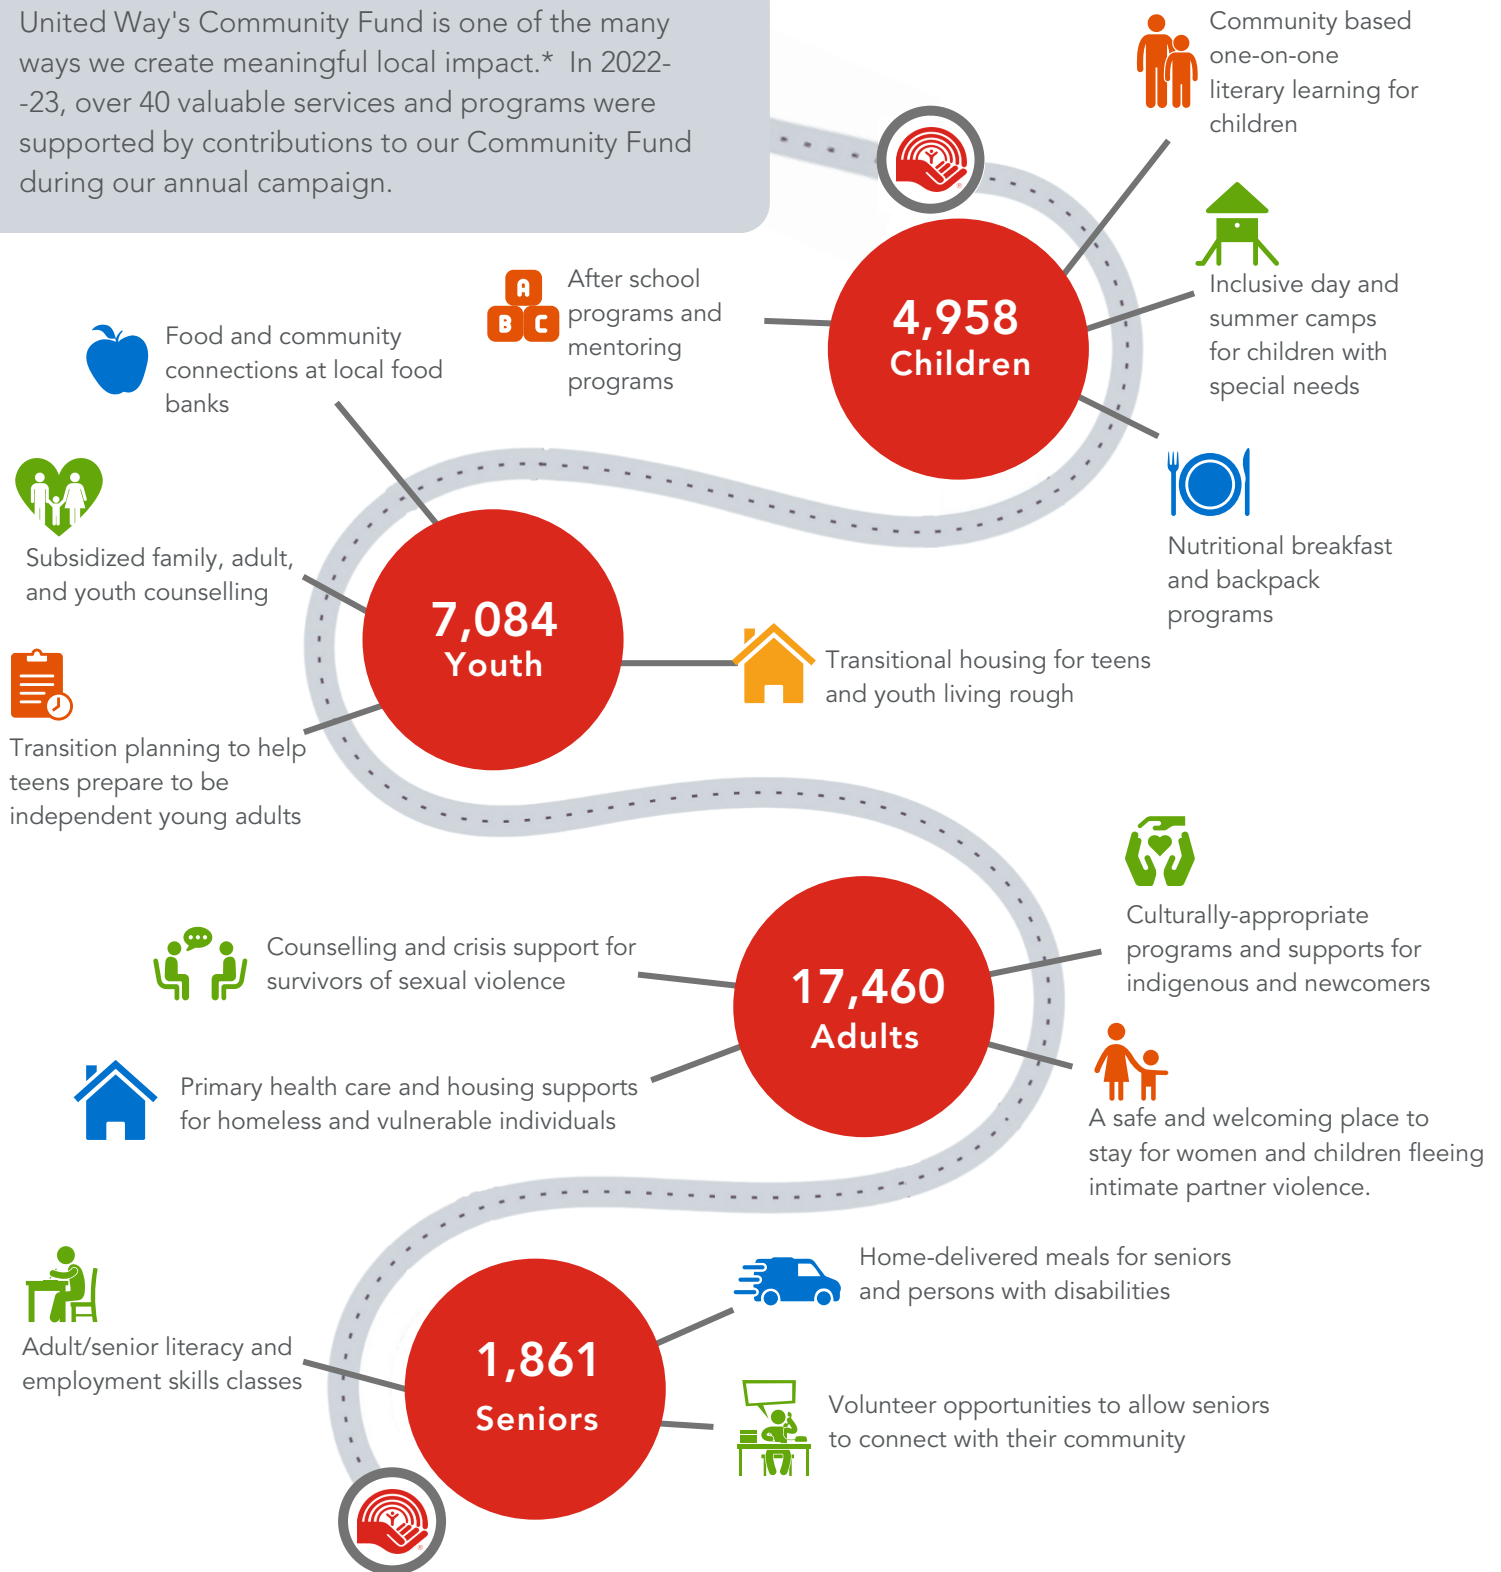 United Way's Community Fund is one of the many
ways we create meaningful local impact.* In 2022-
-23, over 40 valuable services and programs were
supported by contributions to our Community Fund
during our annual campaign.
Community based
one-on-one
literary learning for
children
Inclusive day and
summer camps
for children with
special needs
After school
programs and
mentoring
programs
A
B C
4,958
Children
Nutritional breakfast
and backpack
programs
Food and community
connections at local food
banks
Subsidized family, adult,
and youth counselling
7,084
Youth
Transitional housing for teens
and youth living rough
Transition planning to help
teens prepare to be
independent young adults
Counselling and crisis support for
survivors of sexual violence
17,460
Adults
Culturally-appropriate
programs and supports for
indigenous and newcomers
Primary health care and housing supports
for homeless and vulnerable individuals
A safe and welcoming place to
stay for women and children fleeing
intimate partner violence.
Home-delivered meals for seniors
and persons with disabilities
Adult/senior literacy and
employment skills classes
1,861
Seniors
Volunteer opportunities to allow seniors
to connect with their community